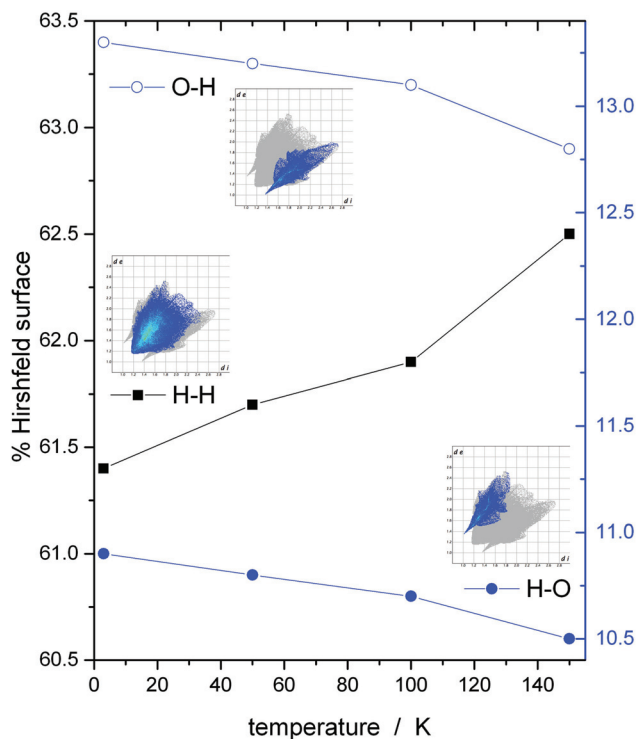 63.5
63.0
62.5
62.0
61.5
61.0
60.5
% Hirshfeld surface
O-H
H-H
H-O
d e
d i
d e
d i
d e
d i
13.0
12.5
12.0
11.5
11.0
10.5
0 20 40 60 80 100 120 140
temperature / K